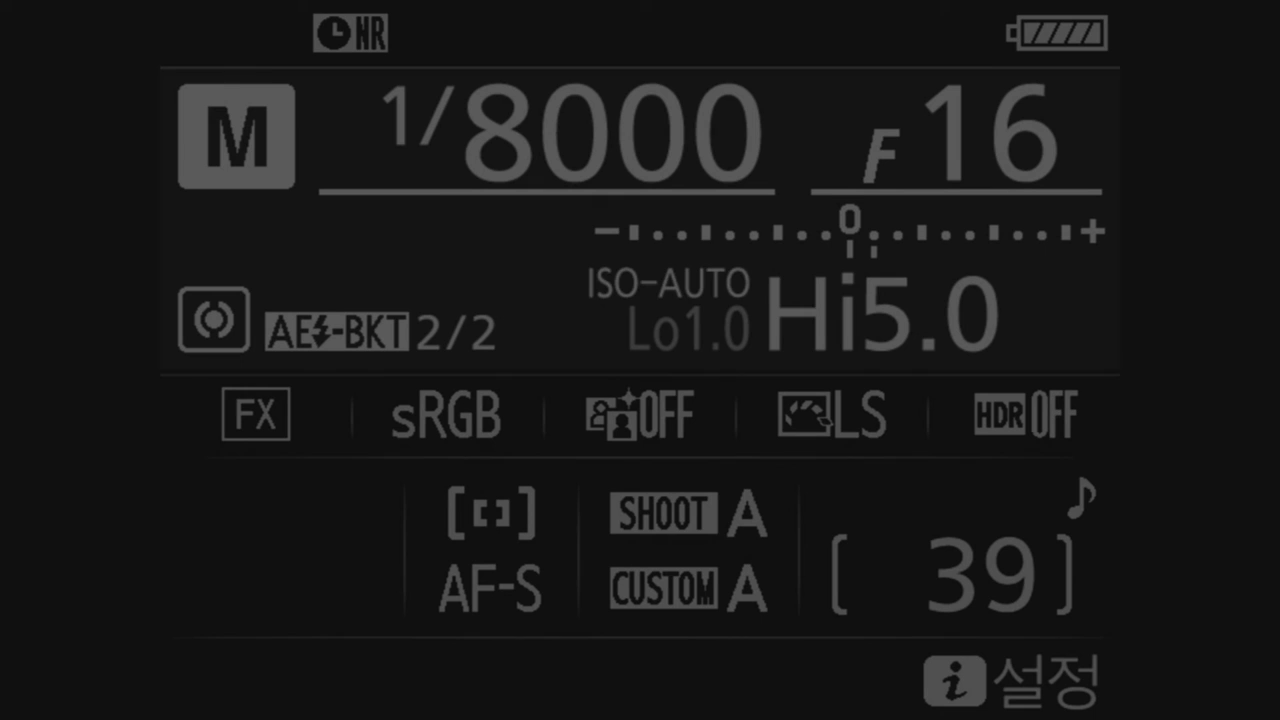 NR
M 1/8000 F16
- 0 +
ISO-AUTO
AE-BKT 2/2 Lo1.0 Hi5.0
FX sRGB OFF LS HDR OFF
SHOOT A
AF-S CUSTOM A [ 39 ]
i 설정